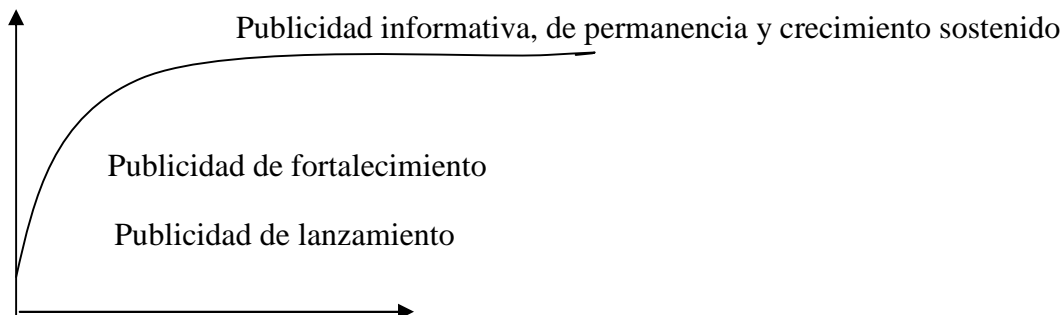 Publicidad informativa, de permanencia y crecimiento sostenido
Publicidad de fortalecimiento
Publicidad de lanzamiento